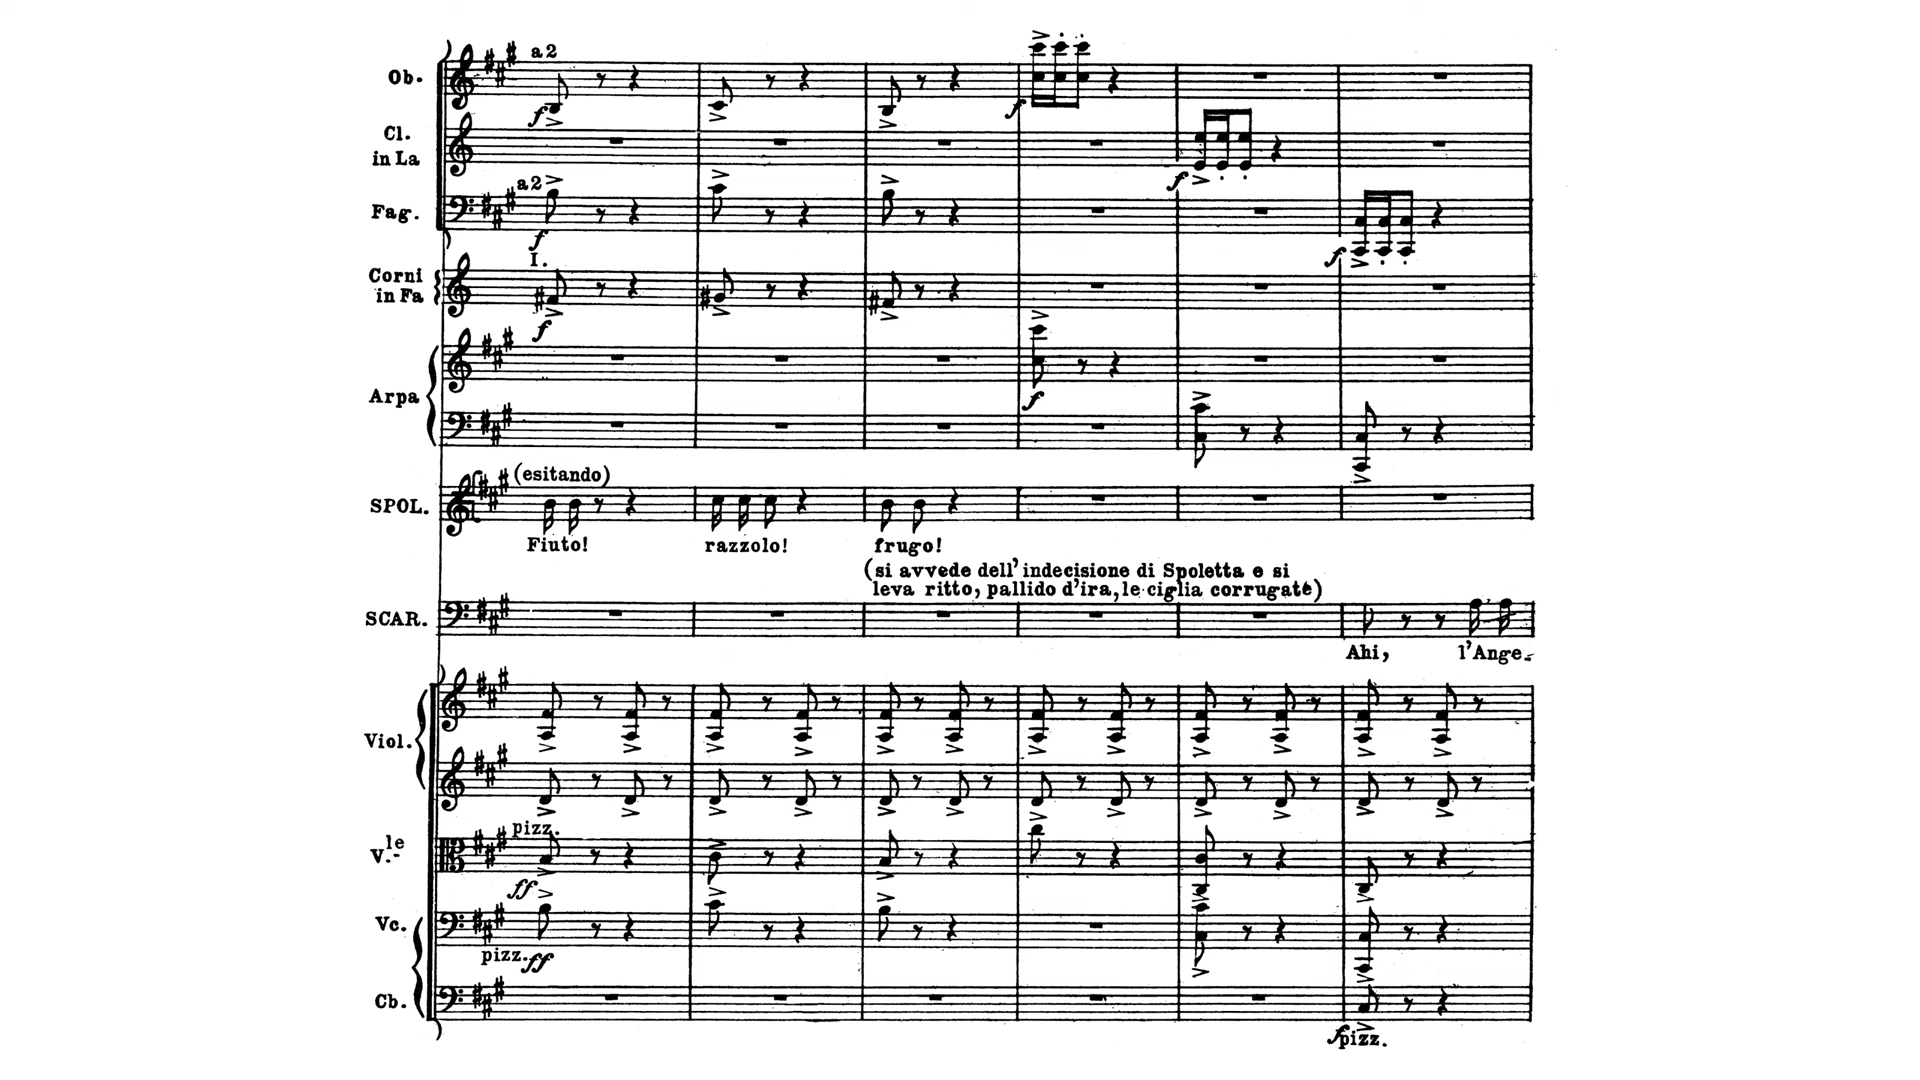 Ob. a2
f f
Cl.
in La
f
Fag. a2
f f
Corni I.
in Fa
f
Arpa
f
(esitando)
SPOL.
Fiuto! razzolo! frugo!
(si avvede dell'indecisione di Spoletta e si
leva ritto, pallido d'ira, le ciglia corrugate)
SCAR.
Ahi, l'Ange-
Viol.
pizz.
V.le
ff
Vc.
pizz. ff
Cb.
f pizz.